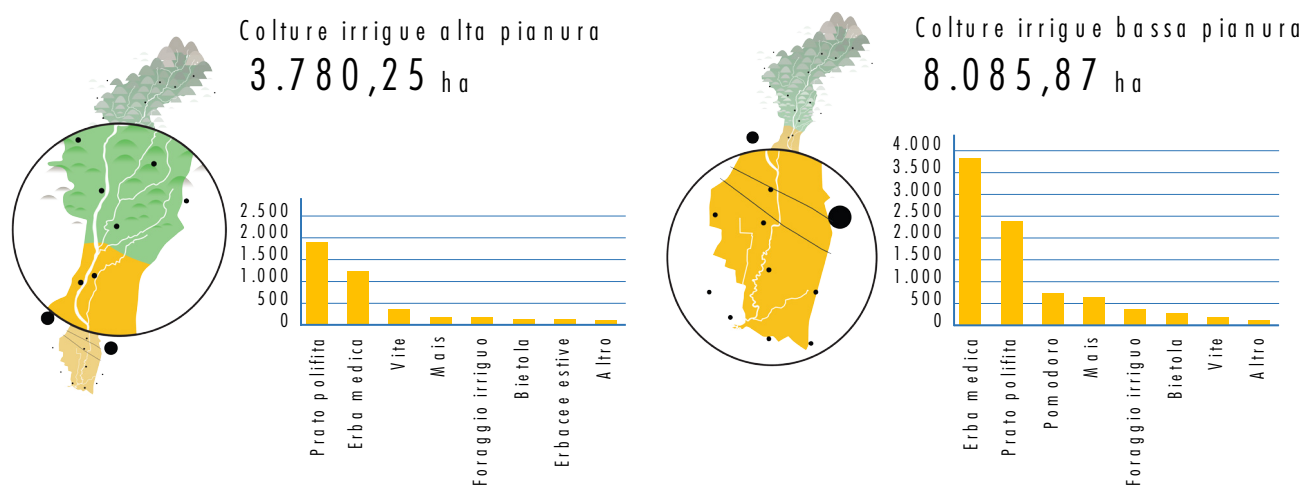 Colture irrigue alta pianura
3.780,25 ha
2.500
2.000
1.500
1.000
500
0
Prato polifita
Erba medica
Vite
Mais
Foraggio irriguo
Bietola
Erbacee estive
Altro
Colture irrigue bassa pianura
8.085,87 ha
4.000
3.500
3.000
2.500
2.000
1.500
1.000
500
0
Erba medica
Prato polifita
Pomodoro
Mais
Foraggio irriguo
Bietola
Vite
Altro